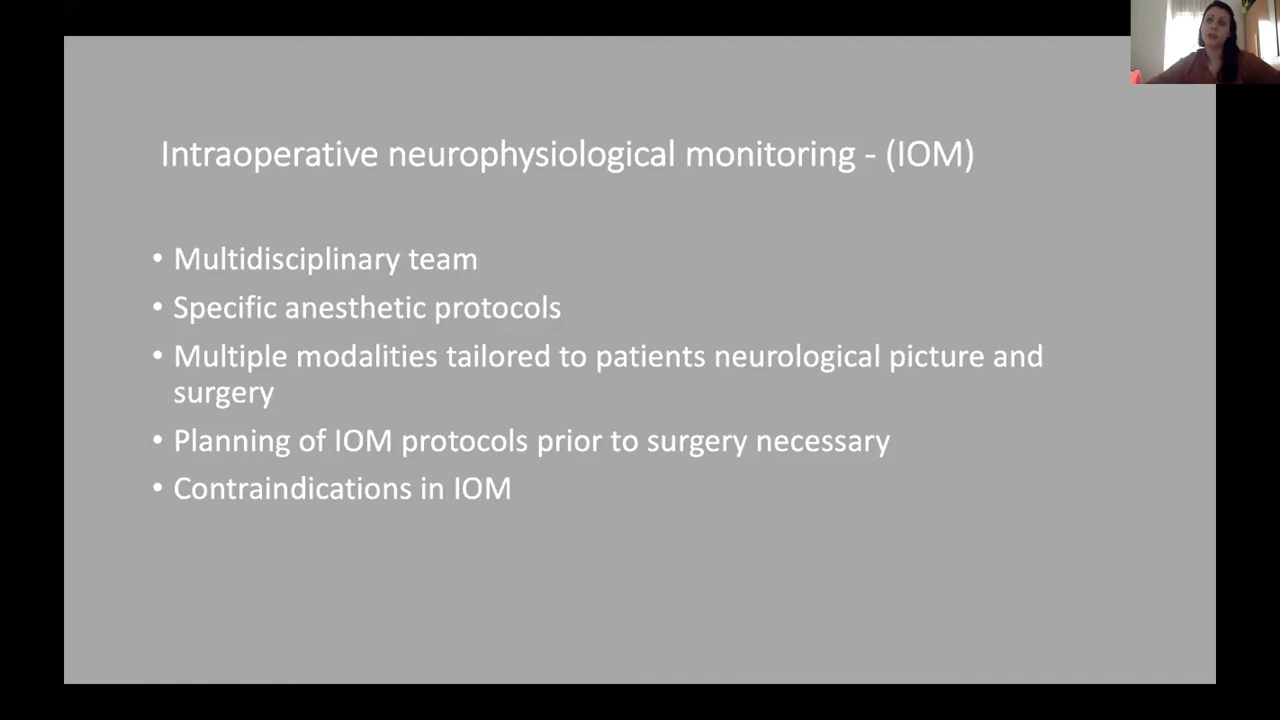 Intraoperative neurophysiological monitoring - (IOM)
• Multidisciplinary team
• Specific anesthetic protocols
• Multiple modalities tailored to patients neurological picture and
surgery
• Planning of IOM protocols prior to surgery necessary
• Contraindications in IOM